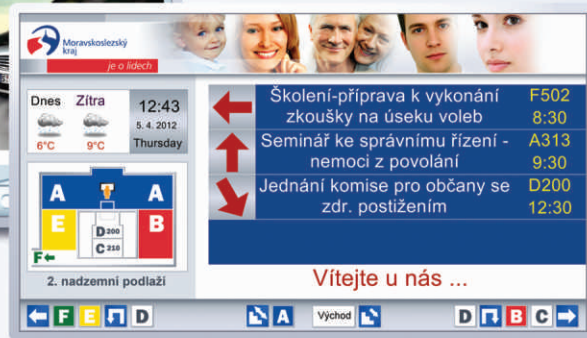 Moravskoslezský
kraj
je o lidech
Dnes Zítra
6°C 9°C
12:43
5. 4. 2012
Thursday
A A
E B
D 200
C 210
F
2. nadzemní podlaží
Školení-příprava k vykonání F502
zkoušky na úseku voleb 8:30
Seminář ke správnímu řízení - A313
nemoci z povolání 9:30
Jednání komise pro občany se D200
zdr. postižením 12:30
Vítejte u nás ...
F E D A Východ D B C